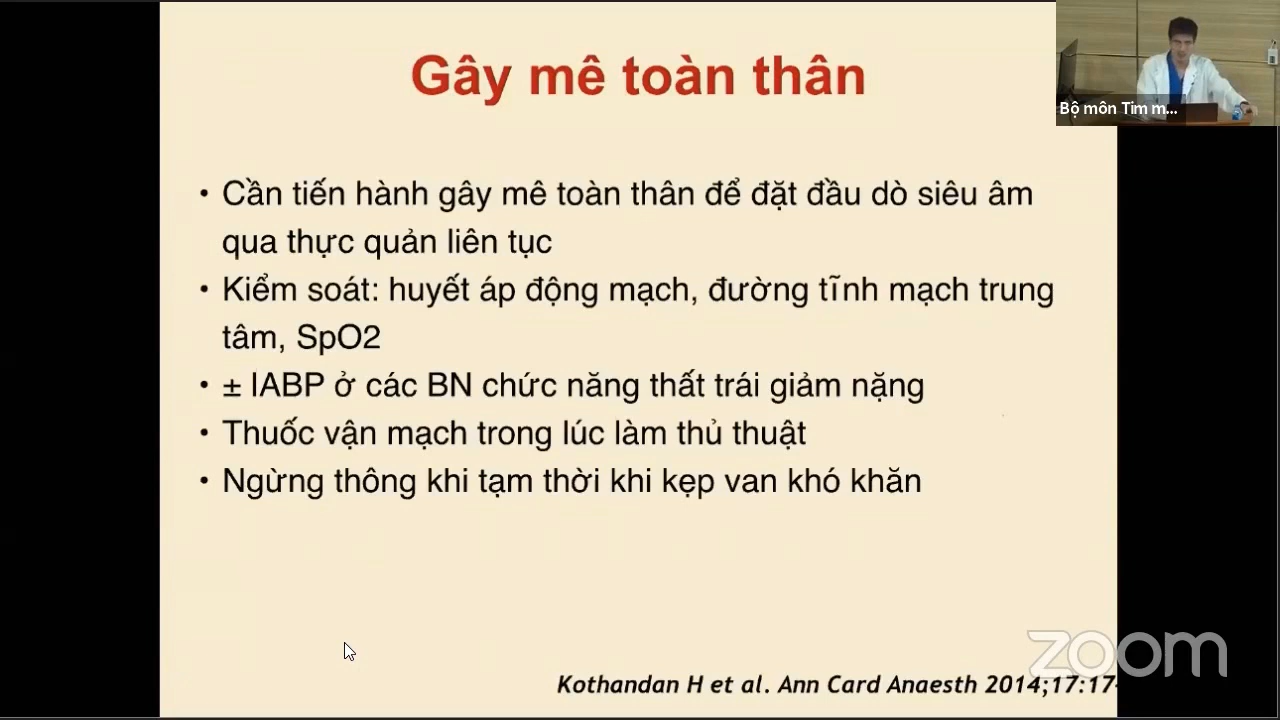 Gây mê toàn thân
Bộ môn Tim m...
• Cần tiến hành gây mê toàn thân để đặt đầu dò siêu âm
qua thực quản liên tục
• Kiểm soát: huyết áp động mạch, đường tĩnh mạch trung
tâm, SpO2
• ± IABP ở các BN chức năng thất trái giảm nặng
• Thuốc vận mạch trong lúc làm thủ thuật
• Ngừng thông khi tạm thời khi kẹp van khó khăn
zoom
Kothandan H et al. Ann Card Anaesth 2014;17:17